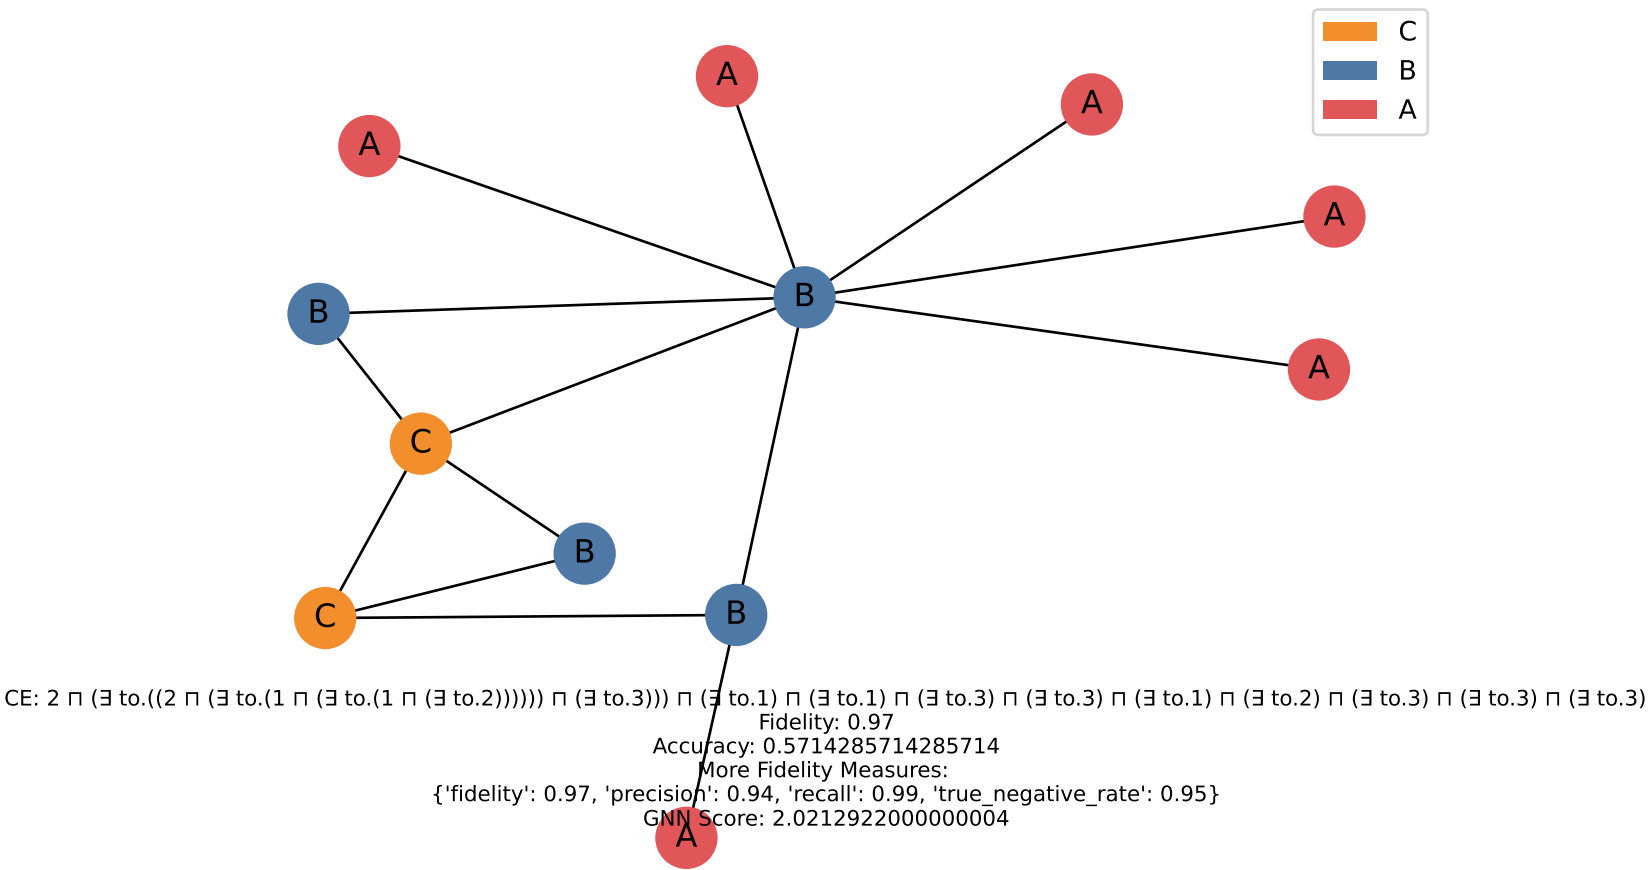 A
A
A
A
A
B
B
C
B
C
B
A
C
B
A
CE: 2 ⊓ (∃ to.((2 ⊓ (∃ to.(1 ⊓ (∃ to.(1 ⊓ (∃ to.2)))))) ⊓ (∃ to.3))) ⊓ (∃ to.1) ⊓ (∃ to.1) ⊓ (∃ to.3) ⊓ (∃ to.3) ⊓ (∃ to.1) ⊓ (∃ to.2) ⊓ (∃ to.3) ⊓ (∃ to.3) ⊓ (∃ to.3)
Fidelity: 0.97
Accuracy: 0.5714285714285714
More Fidelity Measures:
{'fidelity': 0.97, 'precision': 0.94, 'recall': 0.99, 'true_negative_rate': 0.95}
GNN Score: 2.0212922000000004